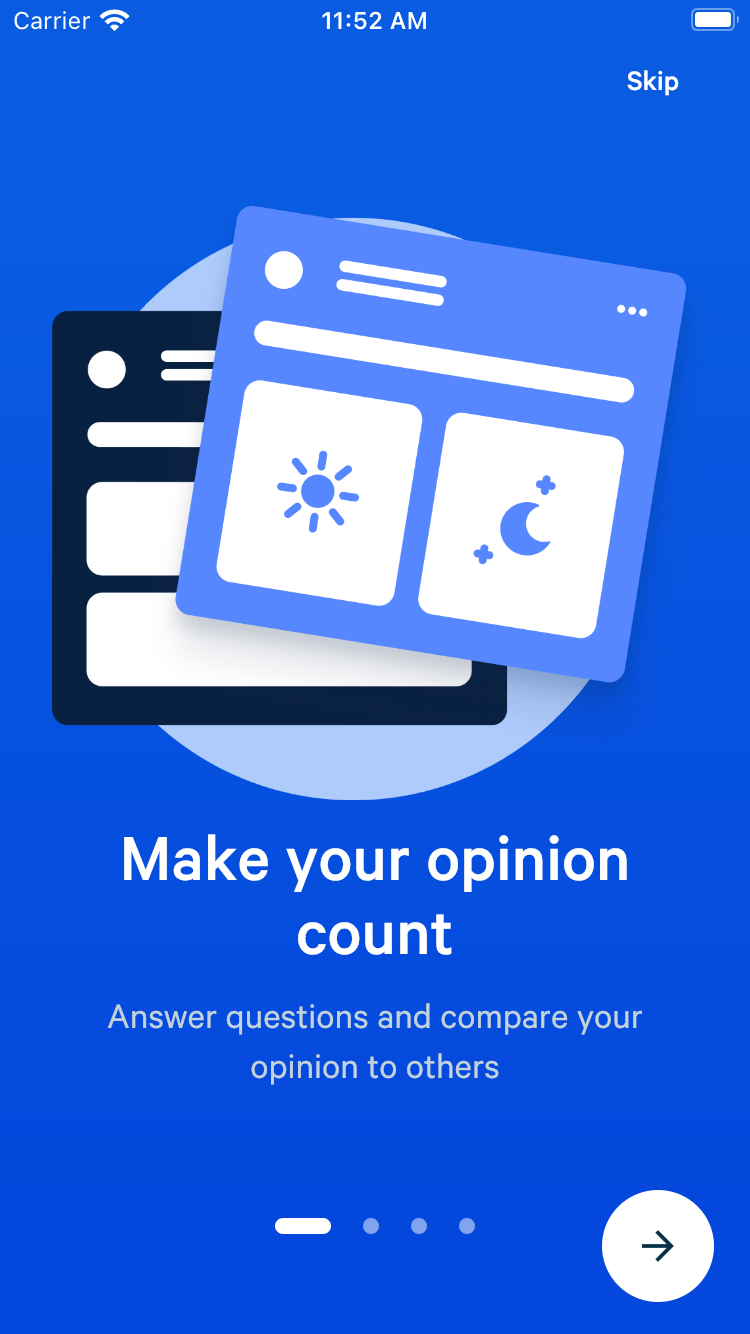 Carrier 11:52 AM
Skip
Make your opinion
count
Answer questions and compare your
opinion to others